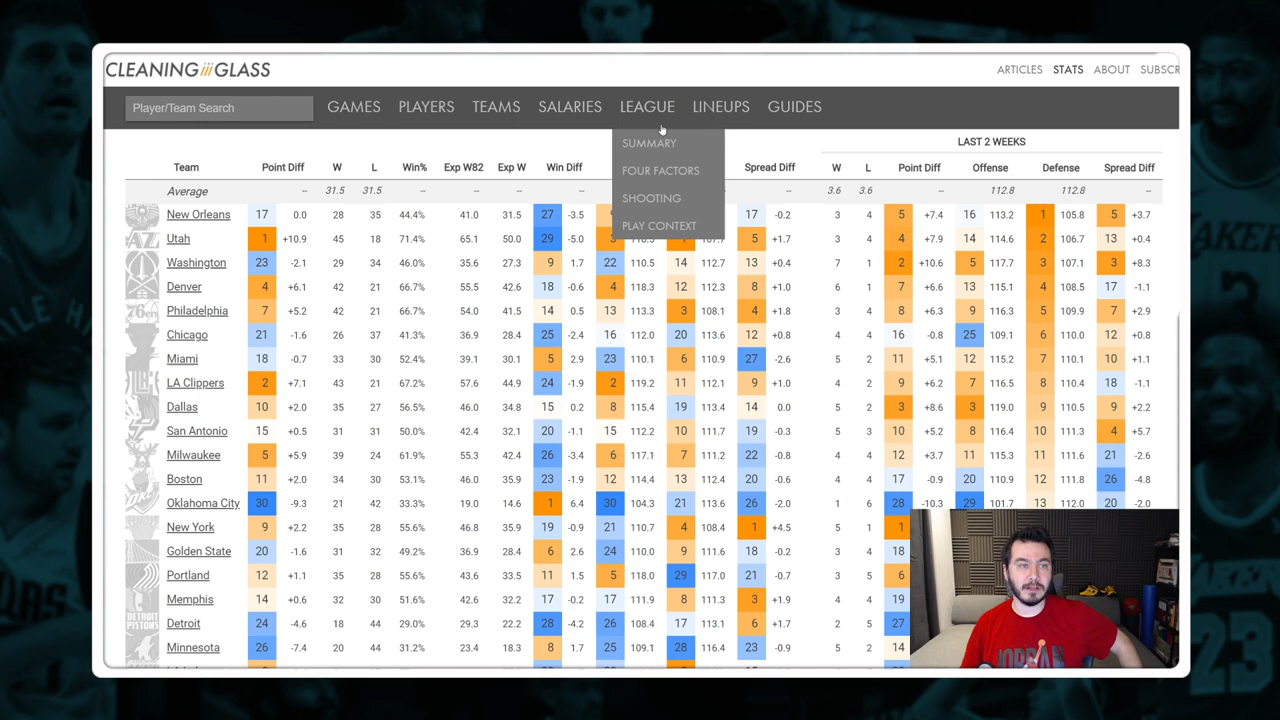 CLEANING GLASS
ARTICLES STATS ABOUT SUBSCR
Player/Team Search GAMES PLAYERS TEAMS SALARIES LEAGUE LINEUPS GUIDES
SUMMARY
FOUR FACTORS
SHOOTING
PLAY CONTEXT
LAST 2 WEEKS
Team Point Diff W L Win% Exp W82 Exp W Win Diff Spread Diff W L Point Diff Offense Defense Spread Diff
Average -- 31.5 31.5 -- -- -- -- -- 3.6 3.6 -- 112.8 112.8 --
New Orleans 17 0.0 28 35 44.4% 41.0 31.5 27 -3.5 17 -0.2 3 4 5 +7.4 16 113.2 1 105.8 5 +3.7
Utah 1 +10.9 45 18 71.4% 65.1 50.0 29 -5.0 5 +1.7 3 4 4 +7.9 14 114.6 2 106.7 13 +0.4
Washington 23 -2.1 29 34 46.0% 35.6 27.3 9 1.7 22 110.5 14 112.7 13 +0.4 7 1 2 +10.6 5 117.7 3 107.1 3 +8.3
Denver 4 +6.1 42 21 66.7% 55.5 42.6 18 -0.6 4 118.3 12 112.3 8 +1.0 6 1 7 +6.6 13 115.1 4 108.5 17 -1.1
Philadelphia 7 +5.2 42 21 66.7% 54.0 41.5 14 0.5 13 113.3 3 108.1 4 +1.8 3 4 8 +6.3 9 116.3 5 109.9 7 +2.9
Chicago 21 -1.6 26 37 41.3% 36.9 28.4 25 -2.4 16 112.0 20 113.6 12 +0.8 4 4 16 -0.8 25 109.1 6 110.0 12 +0.8
Miami 18 -0.7 33 30 52.4% 39.1 30.1 5 2.9 23 110.1 6 110.9 27 -2.6 5 2 11 +5.1 12 115.2 7 110.1 10 +1.1
LA Clippers 2 +7.1 43 21 67.2% 57.6 44.9 24 -1.9 2 119.2 11 112.1 9 +1.0 4 2 9 +6.2 7 116.5 8 110.4 18 -1.1
Dallas 10 +2.0 35 27 56.5% 46.0 34.8 15 0.2 8 115.4 19 113.4 14 0.0 5 2 3 +8.6 3 119.0 9 110.5 9 +2.2
San Antonio 15 +0.5 31 31 50.0% 42.4 32.1 20 -1.1 15 112.2 10 111.7 19 -0.3 5 3 10 +5.2 8 116.4 10 111.3 4 +5.7
Milwaukee 5 +5.9 39 24 61.9% 55.3 42.4 26 -3.4 6 117.1 7 111.2 22 -0.8 4 4 12 +3.7 11 115.3 11 111.6 21 -2.6
Boston 11 +2.0 34 30 53.1% 46.0 35.9 23 -1.9 12 114.4 13 112.4 20 -0.6 4 4 17 -0.9 20 110.9 12 111.8 26 -4.8
Oklahoma City 30 -9.3 21 42 33.3% 19.0 14.6 1 6.4 30 104.3 21 113.6 26 -2.0 1 6 28 -10.3 29 101.7 13 112.0 20 -2.0
New York 9 +2.2 28 55.6% 46.8 35.9 19 -0.9 21 110.7 4 108.4 1 +4.5 5 1 1
Golden State 20 -1.6 31 32 49.2% 36.9 28.4 6 2.6 24 110.0 9 111.6 18 -0.2 3 4 18
Portland 12 +1.1 35 28 55.6% 43.6 33.5 11 1.5 5 118.0 29 117.0 21 -0.7 3 5 6
Memphis 14 +0.6 32 30 51.6% 42.6 32.2 17 -0.2 17 111.9 8 111.3 3 +1.9 4 4 19
Detroit 24 -4.6 18 44 29.0% 29.3 22.2 28 -4.2 26 108.4 17 113.1 6 +1.7 2 5 27
Minnesota 26 -7.4 20 44 31.2% 23.4 18.3 8 1.7 25 109.1 28 116.4 23 -0.9 5 2 14
JORDAN
23